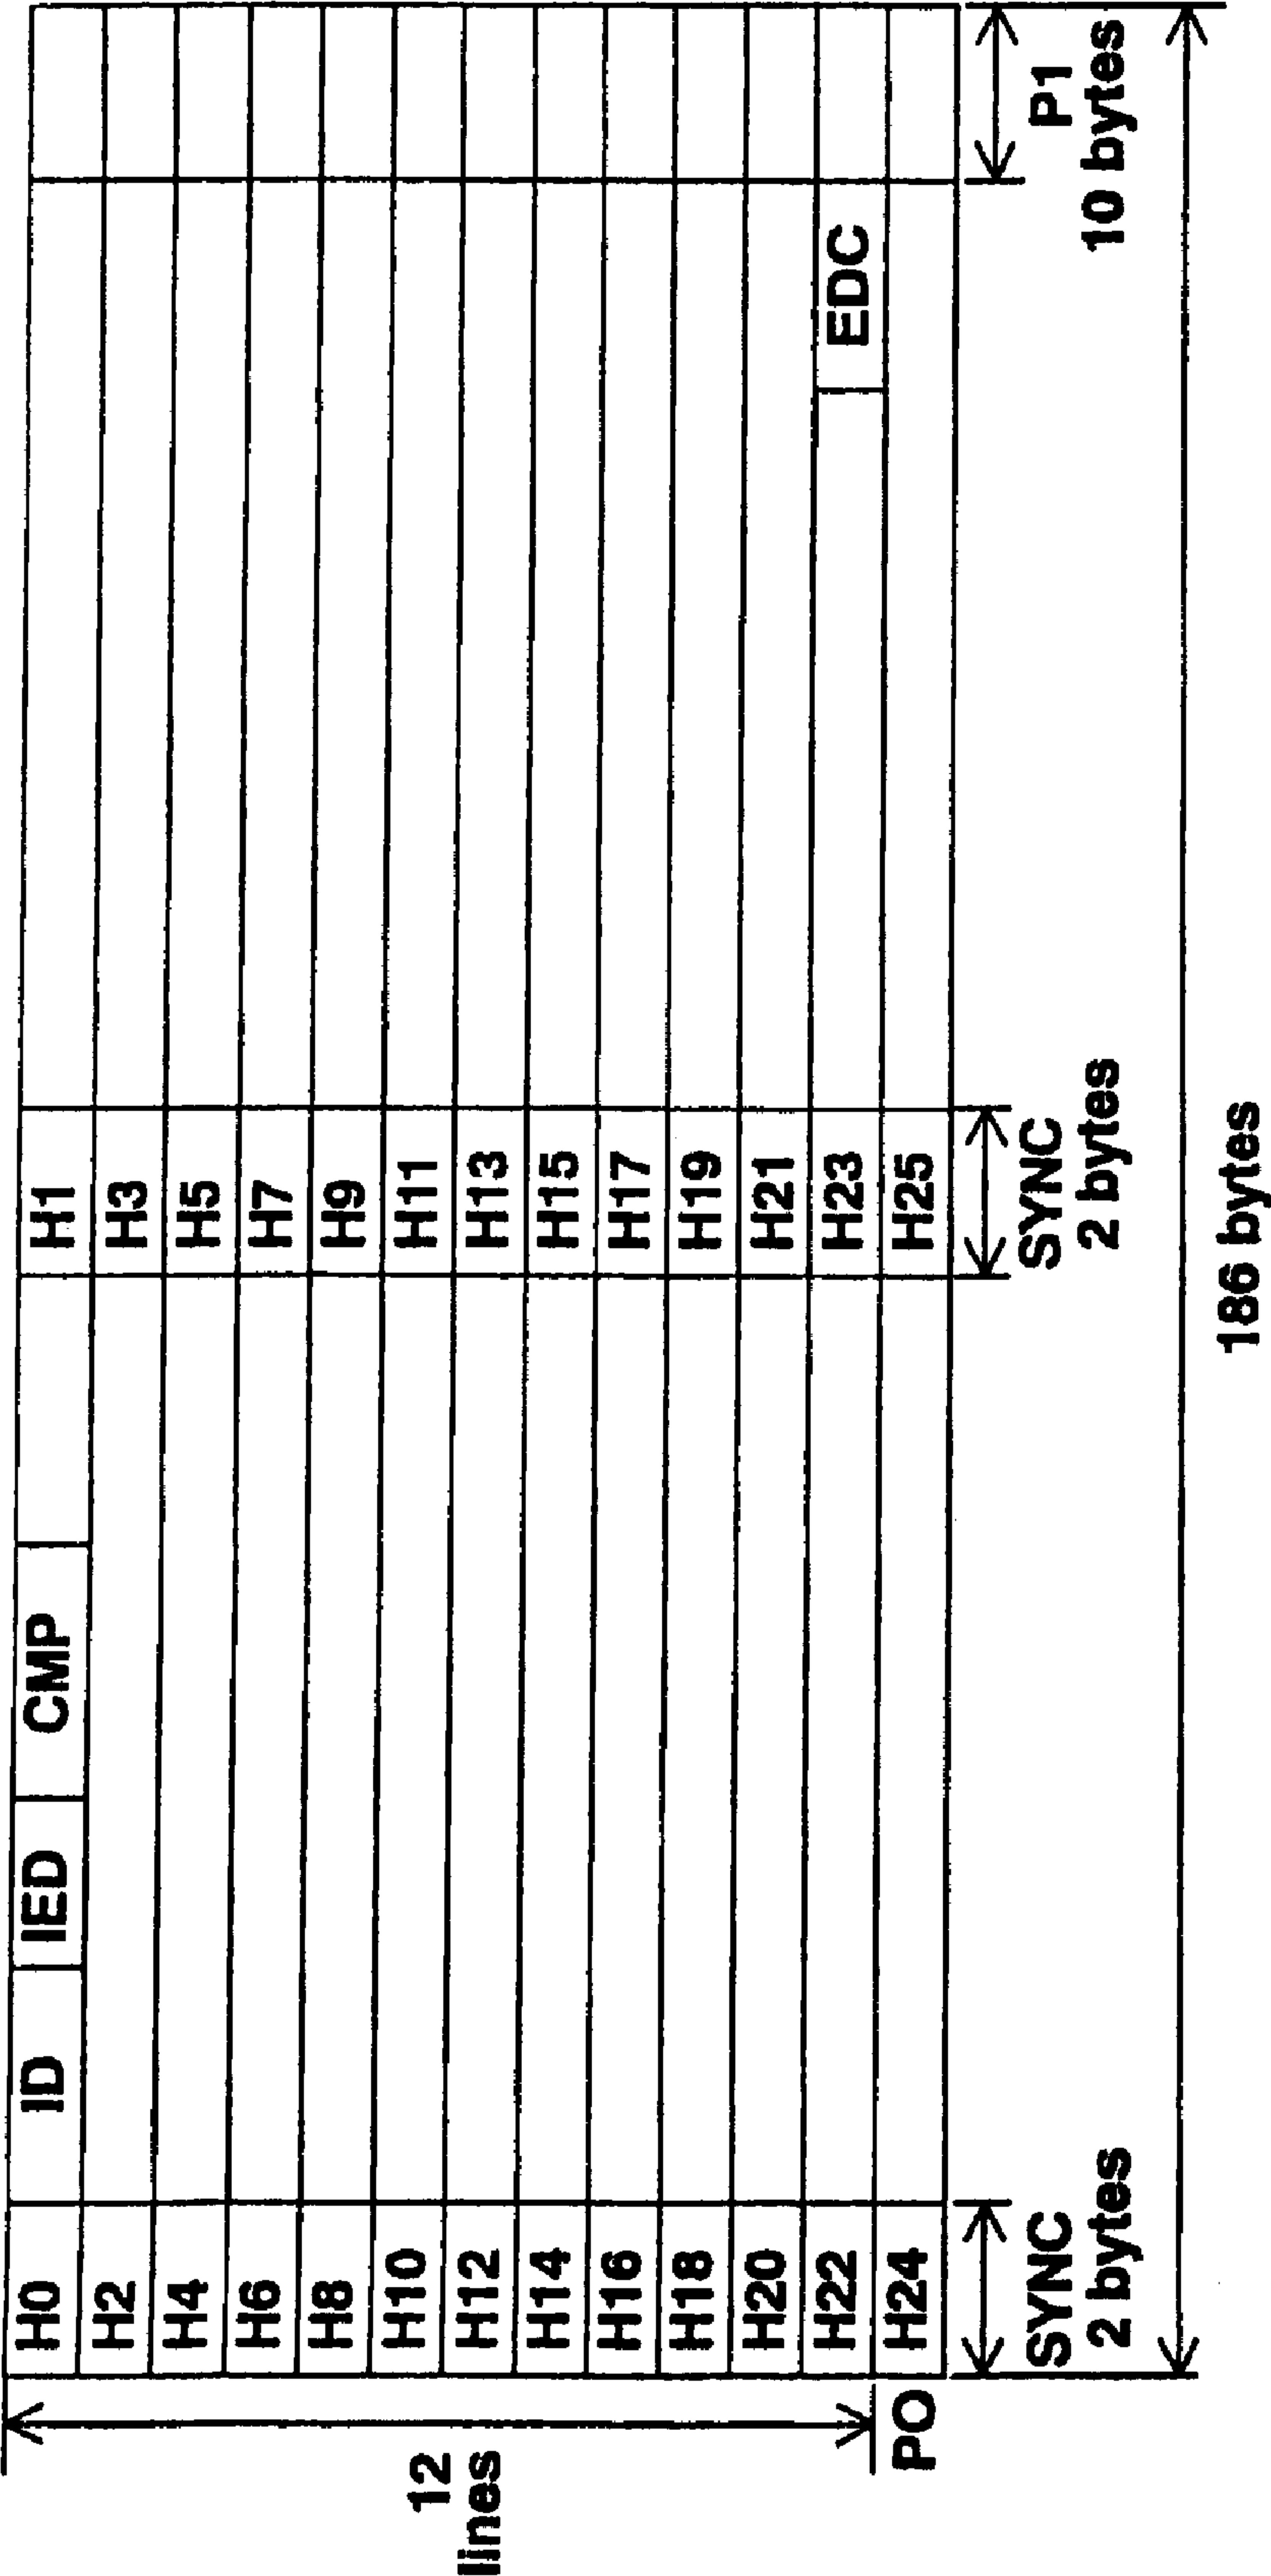 H0 ID IED CMP H1
H2 H3
H4 H5
H6 H7
H8 H9
H10 H11
H12 H13
H14 H15
H16 H17
H18 H19
H20 H21
H22 H23 EDC
H24 H25
12
lines
PO
SYNC
2 bytes
SYNC
2 bytes
P1
10 bytes
186 bytes